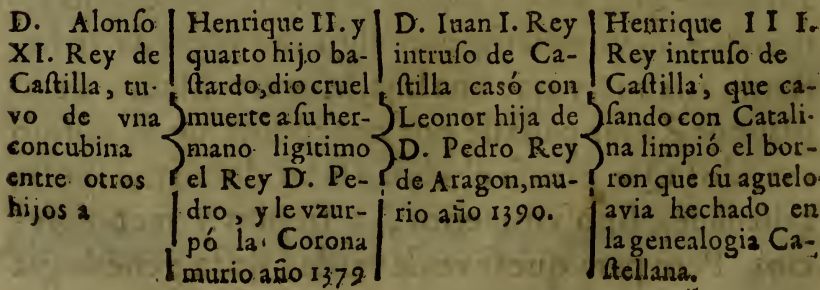 D. Alonſo
XI. Rey de
Caſtilla, tu-
vo de vna
concubina
entre otros
hijos a
Henrique II. y
quarto hijo ba-
ſtardo, dio cruel
muerte a ſu her-
mano ligitimo
el Rey D. Pe-
dro, y le vzur-
pó la Corona
murio año 1379
D. Iuan I. Rey
intruſo de Ca-
ſtilla casó con
Leonor hija de
D. Pedro Rey
de Aragon, mu-
rio año 1390.
Henrique III.
Rey intruſo de
Caſtilla, que ca-
ſando con Catali-
na limpió el bor-
ron que ſu aguelo
avia hechado en
la genealogia Ca-
ſtellana.